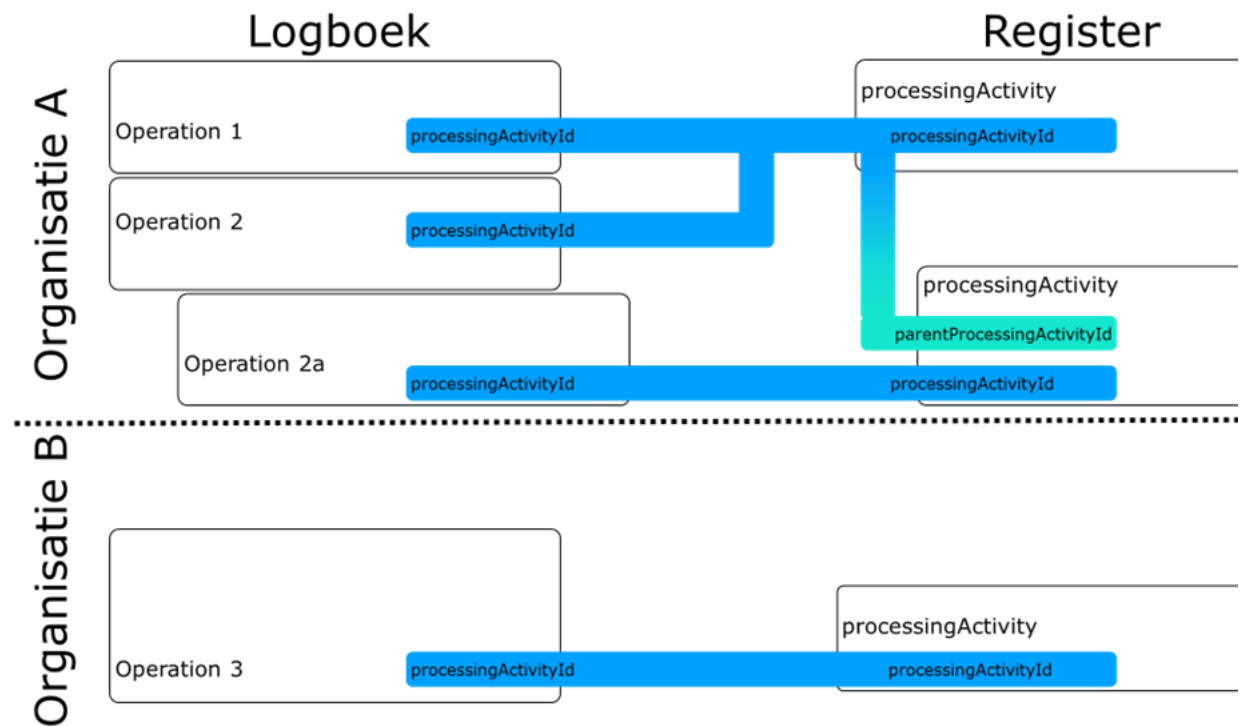 Logboek
Register
Organisatie A
processingActivity
Operation 1
processingActivityId
processingActivityId
Operation 2
processingActivityId
processingActivity
parentProcessingActivityId
Operation 2a
processingActivityId
processingActivityId
Organisatie B
processingActivity
Operation 3
processingActivityId
processingActivityId